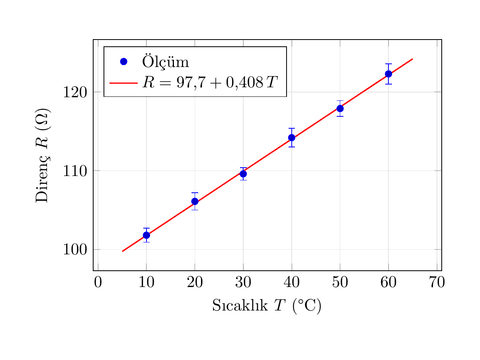 Ölçüm
R = 97,7 + 0,408 T
120
110
100
Direnç R (Ω)
0 10 20 30 40 50 60 70
Sıcaklık T (°C)